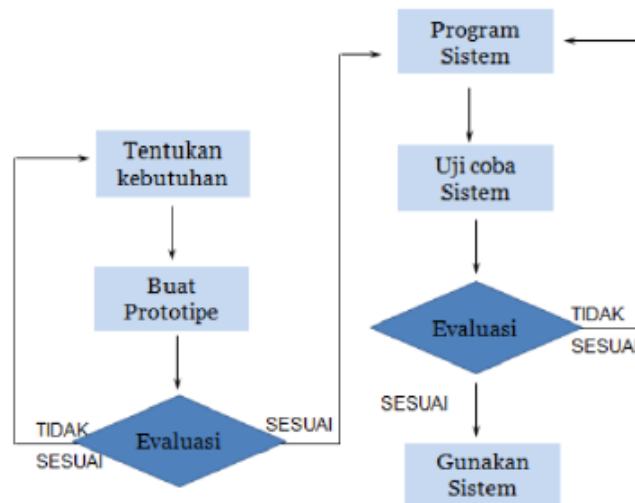 Tentukan
kebutuhan
Buat
Prototipe
Evaluasi
TIDAK
SESUAI
SESUAI
Program
Sistem
Uji coba
Sistem
Evaluasi
TIDAK
SESUAI
SESUAI
Gunakan
Sistem